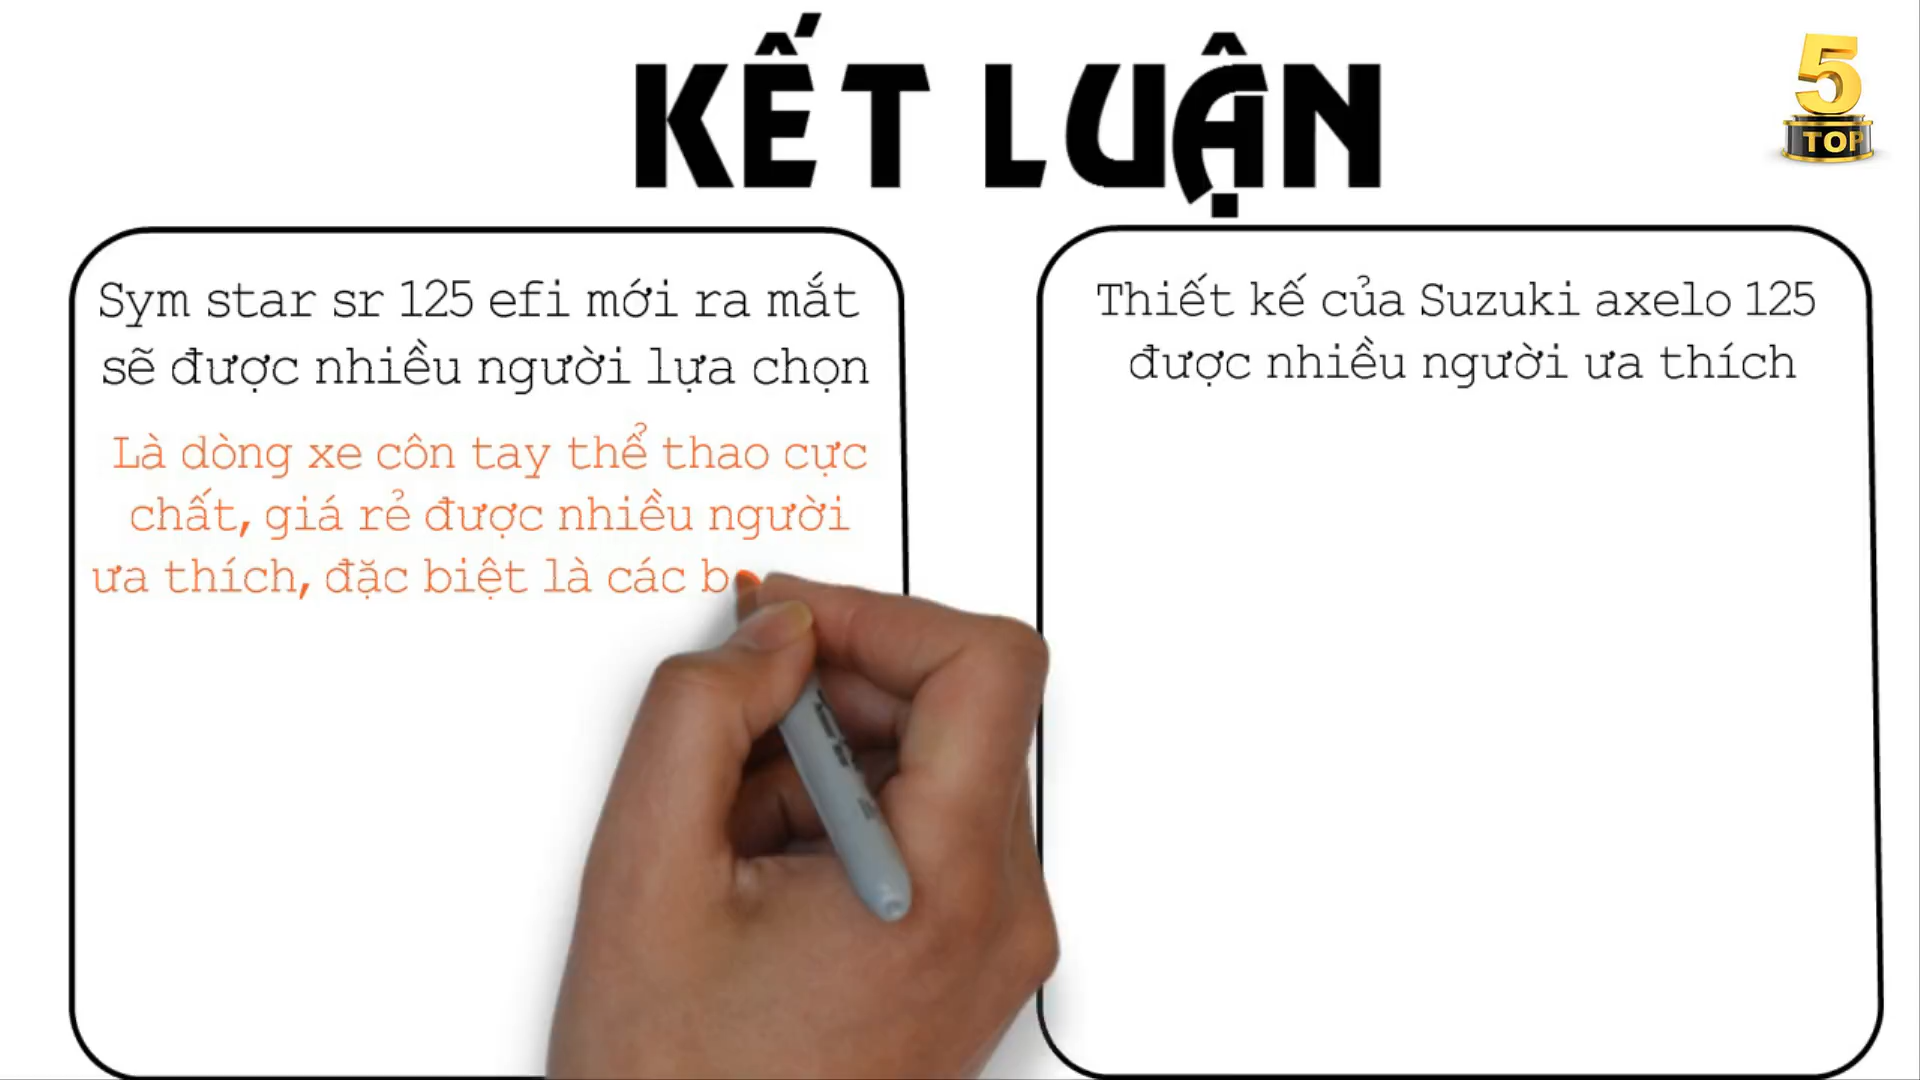 KẾT LUẬN
5
TOP
Sym star sr 125 efi mới ra mắt
sẽ được nhiều người lựa chọn
Là dòng xe côn tay thể thao cực
chất, giá rẻ được nhiều người
ưa thích, đặc biệt là các b
Thiết kế của Suzuki axelo 125
được nhiều người ưa thích